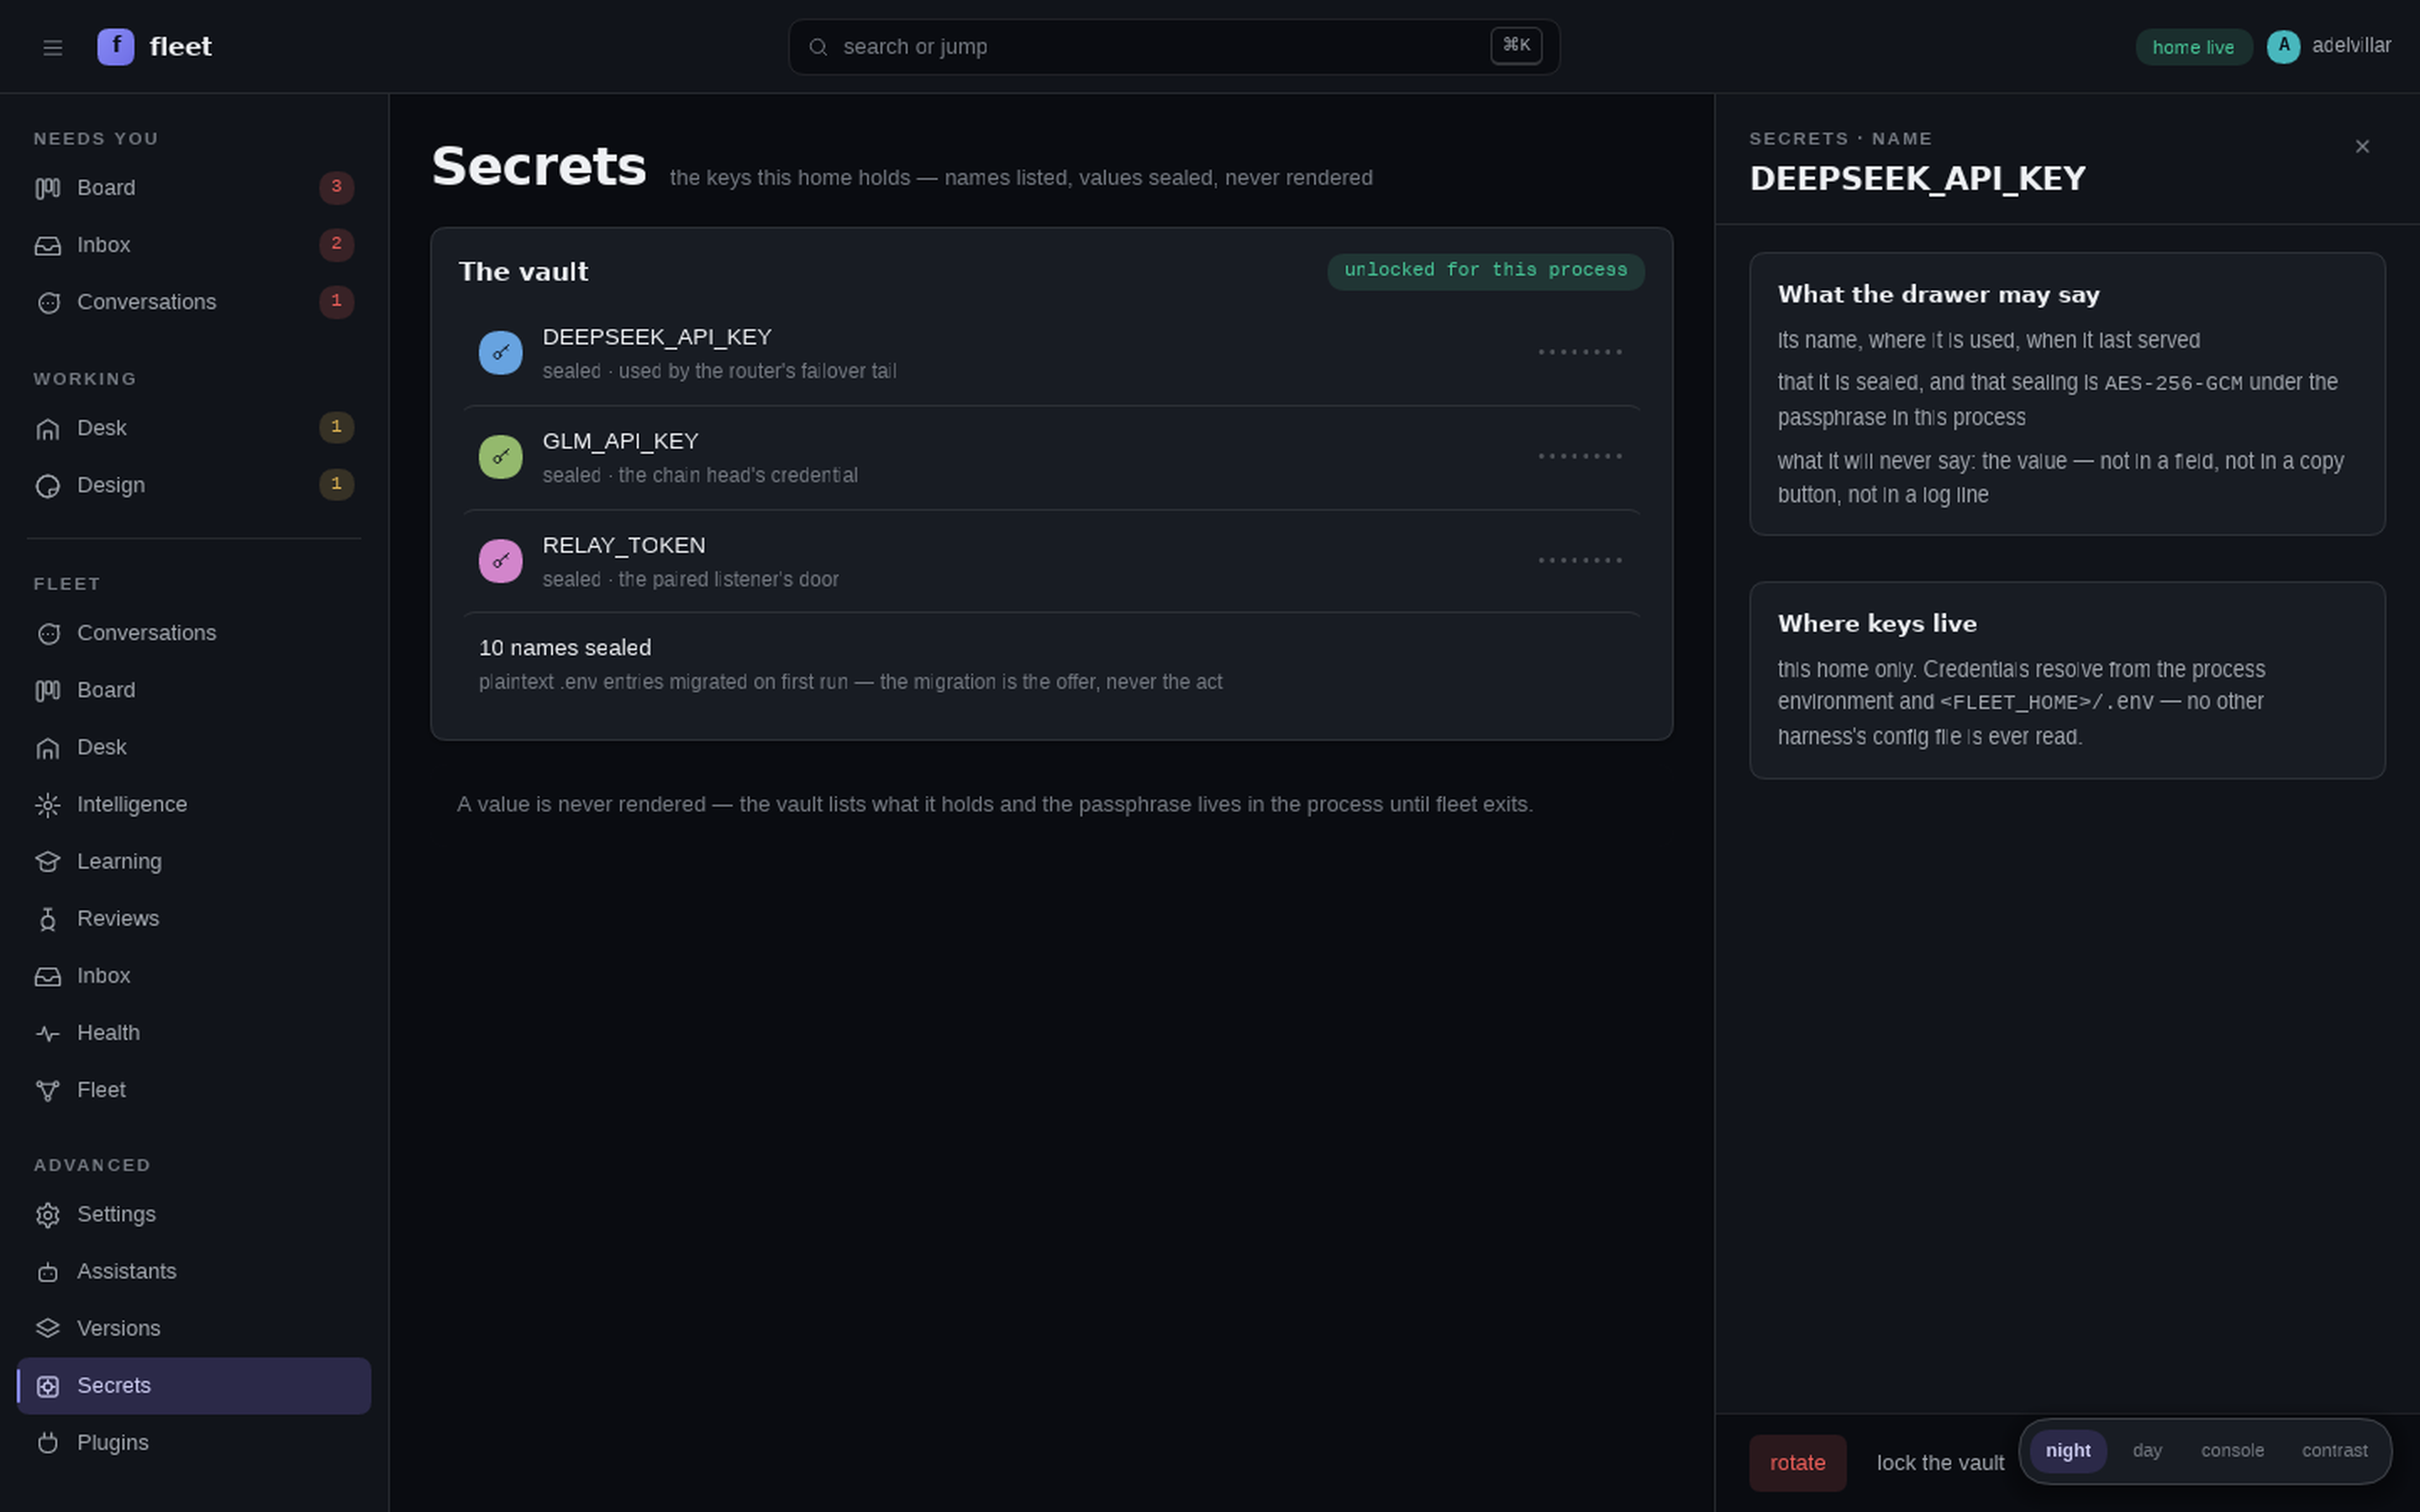 f fleet
search or jump ⌘K
home live A adelvillar
NEEDS YOU
Board 3
Inbox 2
Conversations 1
WORKING
Desk 1
Design 1
FLEET
Conversations
Board
Desk
Intelligence
Learning
Reviews
Inbox
Health
Fleet
ADVANCED
Settings
Assistants
Versions
Secrets
Plugins
Secrets the keys this home holds — names listed, values sealed, never rendered
The vault unlocked for this process
DEEPSEEK_API_KEY
sealed · used by the router's failover tail
••••••••
GLM_API_KEY
sealed · the chain head's credential
••••••••
RELAY_TOKEN
sealed · the paired listener's door
••••••••
10 names sealed
plaintext .env entries migrated on first run — the migration is the offer, never the act
A value is never rendered — the vault lists what it holds and the passphrase lives in the process until fleet exits.
SECRETS · NAME
DEEPSEEK_API_KEY
What the drawer may say
its name, where it is used, when it last served
that it is sealed, and that sealing is AES-256-GCM under the
passphrase in this process
what it will never say: the value — not in a field, not in a copy
button, not in a log line
Where keys live
this home only. Credentials resolve from the process
environment and <FLEET_HOME>/.env — no other
harness's config file is ever read.
rotate lock the vault
night day console contrast